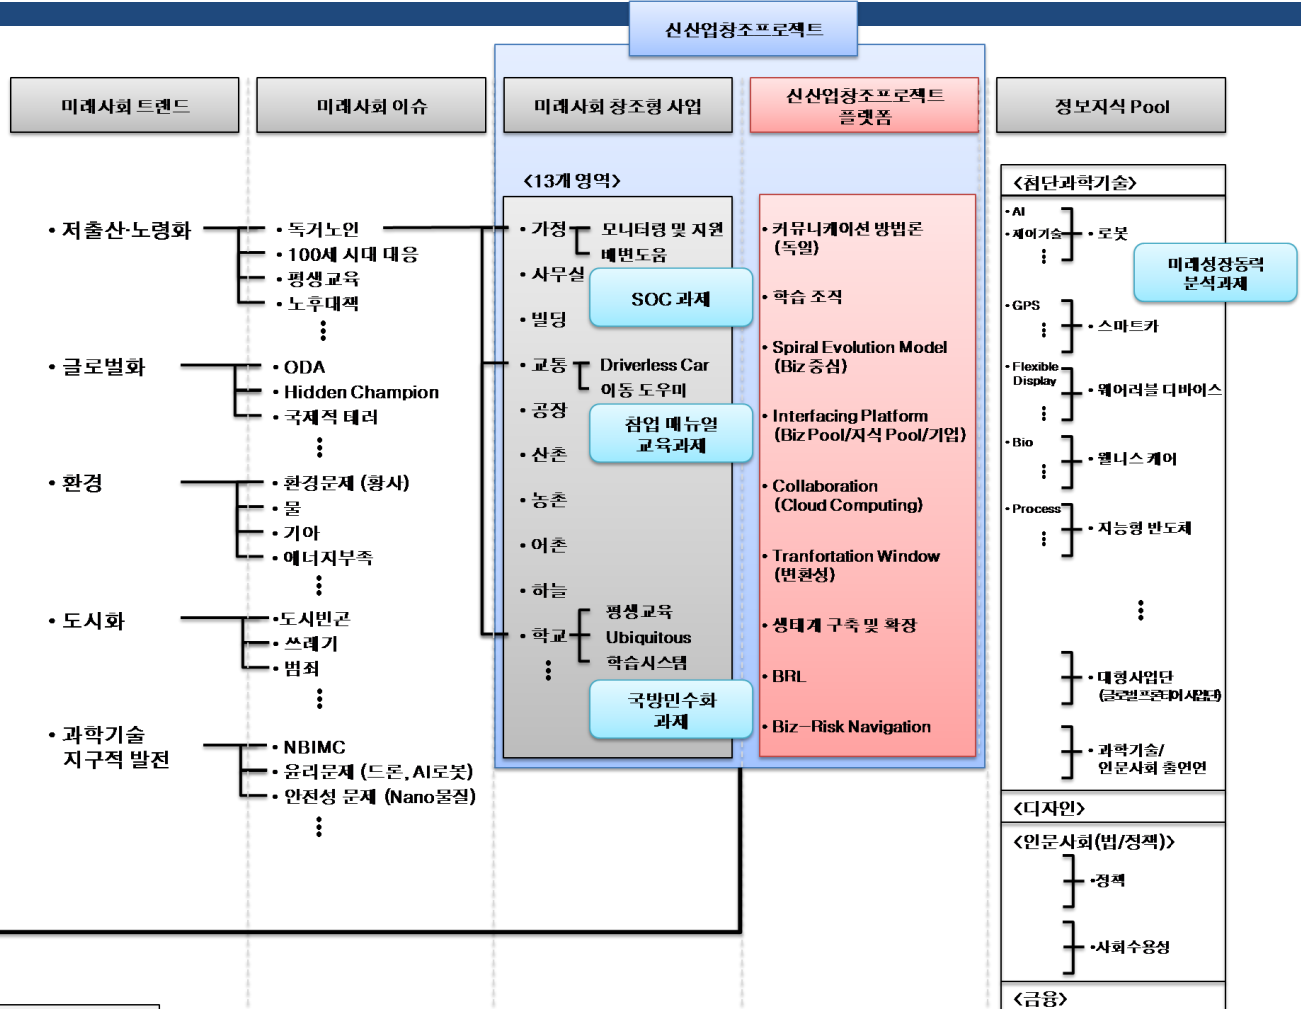 신산업창조프로젝트
미래사회 트렌드
미래사회 이슈
미래사회 창조형 사업
신산업창조프로젝트
플랫폼
정보지식 Pool
• 저출산·노령화
• 독거노인
• 100세 시대 대응
• 평생교육
• 노후대책
• 글로벌화
• ODA
• Hidden Champion
• 국제적 테러
• 환경
• 환경문제 (황사)
• 물
• 기아
• 에너지부족
• 도시화
•도시빈곤
• 쓰레기
• 범죄
• 과학기술
지구적 발전
• NBIMC
• 윤리문제 (드론, AI로봇)
• 안전성 문제 (Nano물질)
<13개 영역>
• 가정
모니터링 및 지원
배변도움
• 사무실
SOC 과제
• 빌딩
• 교통
Driverless Car
이동 도우미
• 공장
참업 매뉴얼
교육과제
• 산촌
• 농촌
• 어촌
• 하늘
• 학교
평생교육
Ubiquitous
학습시스템
국방민수화
과제
• 커뮤니케이션 방법론
(독일)
• 학습 조직
• Spiral Evolution Model
(Biz 중심)
• Interfacing Platform
(Biz Pool/지식 Pool/기업)
• Collaboration
(Cloud Computing)
• Tranfortation Window
(변환성)
• 생태계 구축 및 확장
• BRL
• Biz-Risk Navigation
<첨단과학기술>
• AI
• 제어기술
• 로봇
미래성장동력
분석과제
• GPS
• 스마트카
• Flexible
Display
• 웨어러블 디바이스
• Bio
• 웰니스 케어
• Process
• 지능형 반도체
• 대형사업단
(글로벌프론티어사업단)
• 과학기술/
인문사회 출연연
<디자인>
<인문사회(법/정책)>
•정책
•사회수용성
<금융>